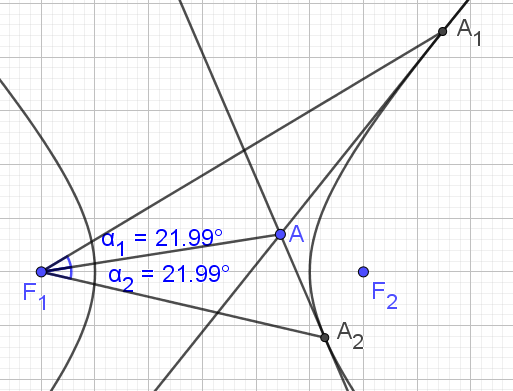 A₁
α₁ = 21.99°
A
α₂ = 21.99°
F₁
F₂
A₂